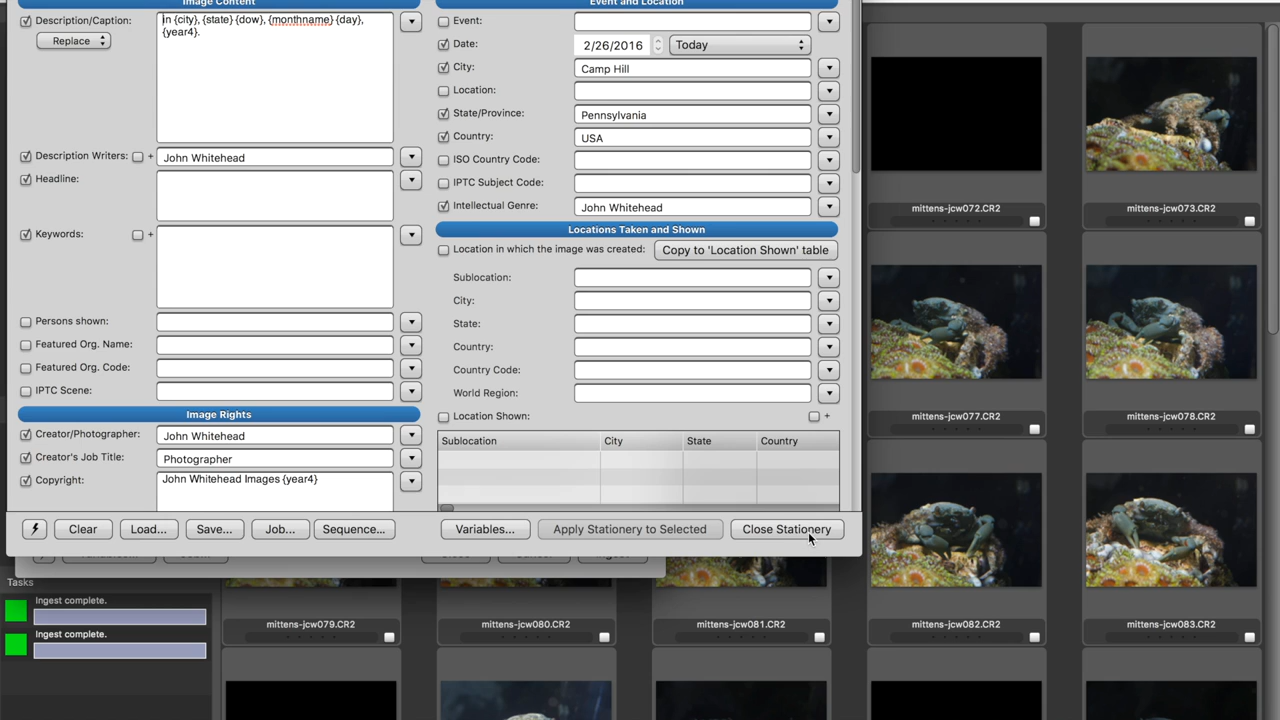 Image Content
Description/Caption:
Replace
in {city}, {state} {dow}, {monthname} {day},
{year4}.
Description Writers:
+
John Whitehead
Headline:
Keywords:
+
Persons shown:
Featured Org. Name:
Featured Org. Code:
IPTC Scene:
Image Rights
Creator/Photographer:
John Whitehead
Creator's Job Title:
Photographer
Copyright:
John Whitehead Images {year4}
Event and Location
Event:
Date:
2/26/2016
Today
City:
Camp Hill
Location:
State/Province:
Pennsylvania
Country:
USA
ISO Country Code:
IPTC Subject Code:
Intellectual Genre:
John Whitehead
Locations Taken and Shown
Location in which the image was created:
Copy to 'Location Shown' table
Sublocation:
City:
State:
Country:
Country Code:
World Region:
Location Shown:
+
Sublocation City State Country
Clear
Load...
Save...
Job...
Sequence...
Variables...
Apply Stationery to Selected
Close Stationery
Tasks
Ingest complete.
Ingest complete.
mittens-jcw072.CR2
mittens-jcw073.CR2
mittens-jcw077.CR2
mittens-jcw078.CR2
mittens-jcw079.CR2
mittens-jcw080.CR2
mittens-jcw081.CR2
mittens-jcw082.CR2
mittens-jcw083.CR2